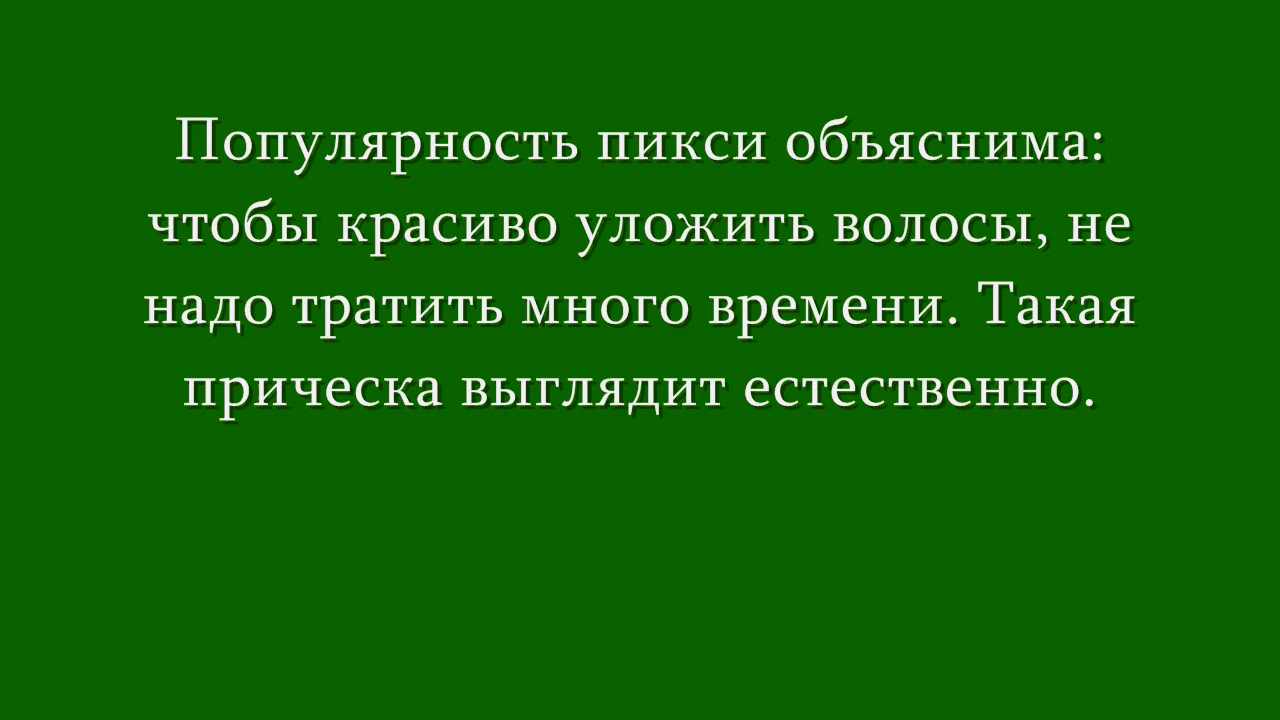 Популярность пикси объяснима:
чтобы красиво уложить волосы, не
надо тратить много времени. Такая
прическа выглядит естественно.